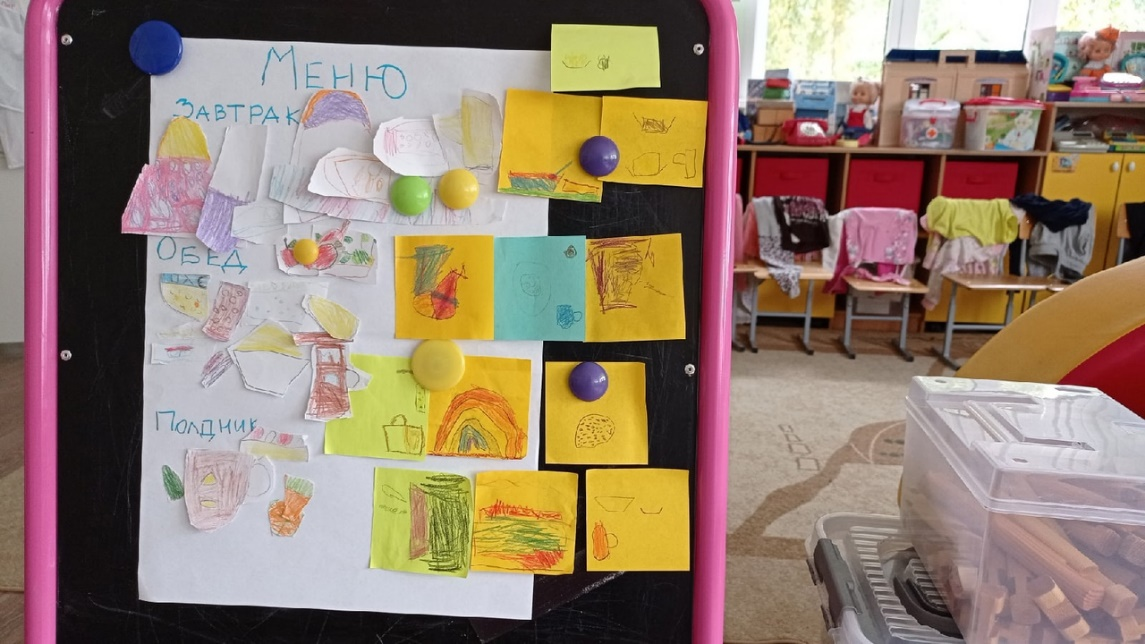 Меню
Завтрак
Обед
Полдник